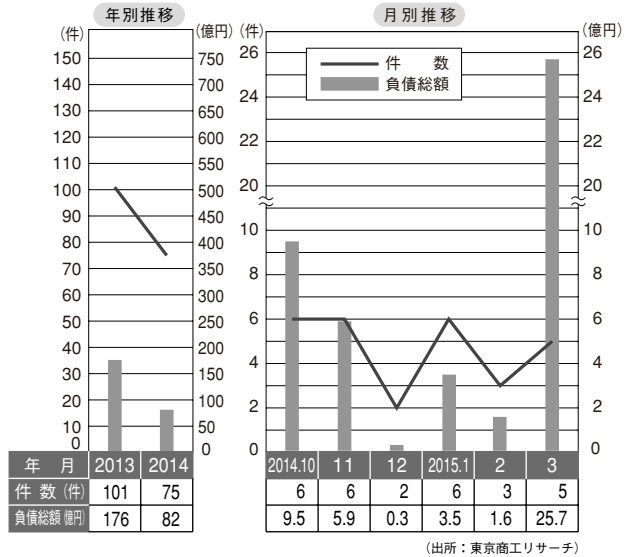 年別推移
月別推移
(件) (億円) (件) (億円)
150 750 26 26
140 700
130 650 24 24
120 600 22 22
110 550
100 500 20 20
90 450
80 400 10 10
70 350 8 8
60 300 6 6
50 250
40 200 4 4
30 150
20 100 2 2
10 50
0 0 0 0
件 数
負債総額
年 月 2013 2014 2014.10 11 12 2015.1 2 3
件 数 (件) 101 75 6 6 2 6 3 5
負債総額(億円) 176 82 9.5 5.9 0.3 3.5 1.6 25.7
(出所:東京商工リサーチ)